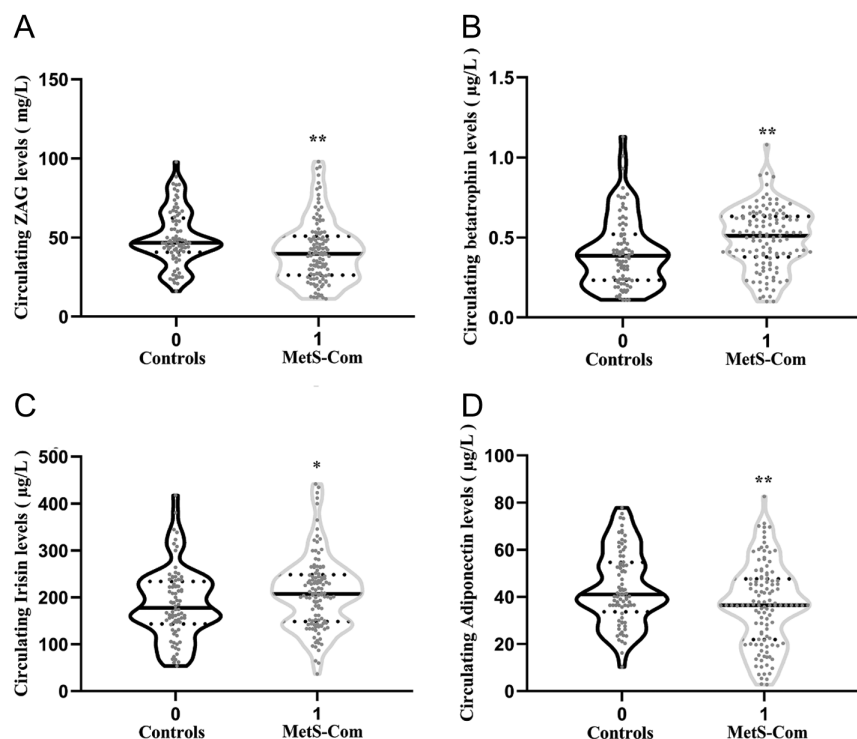 A
Circulating ZAG levels ( mg/L)
150
100
50
0
**
0
1
Controls
MetS-Com
B
Circulating betatrophin levels ( μg/L)
1.5
1.0
0.5
0.0
**
0
1
Controls
MetS-Com
C
Circulating Irisin levels ( μg/L)
500
400
300
200
100
0
*
0
1
Controls
MetS-Com
D
Circulating Adiponectin levels ( μg/L)
100
80
60
40
20
0
**
0
1
Controls
MetS-Com